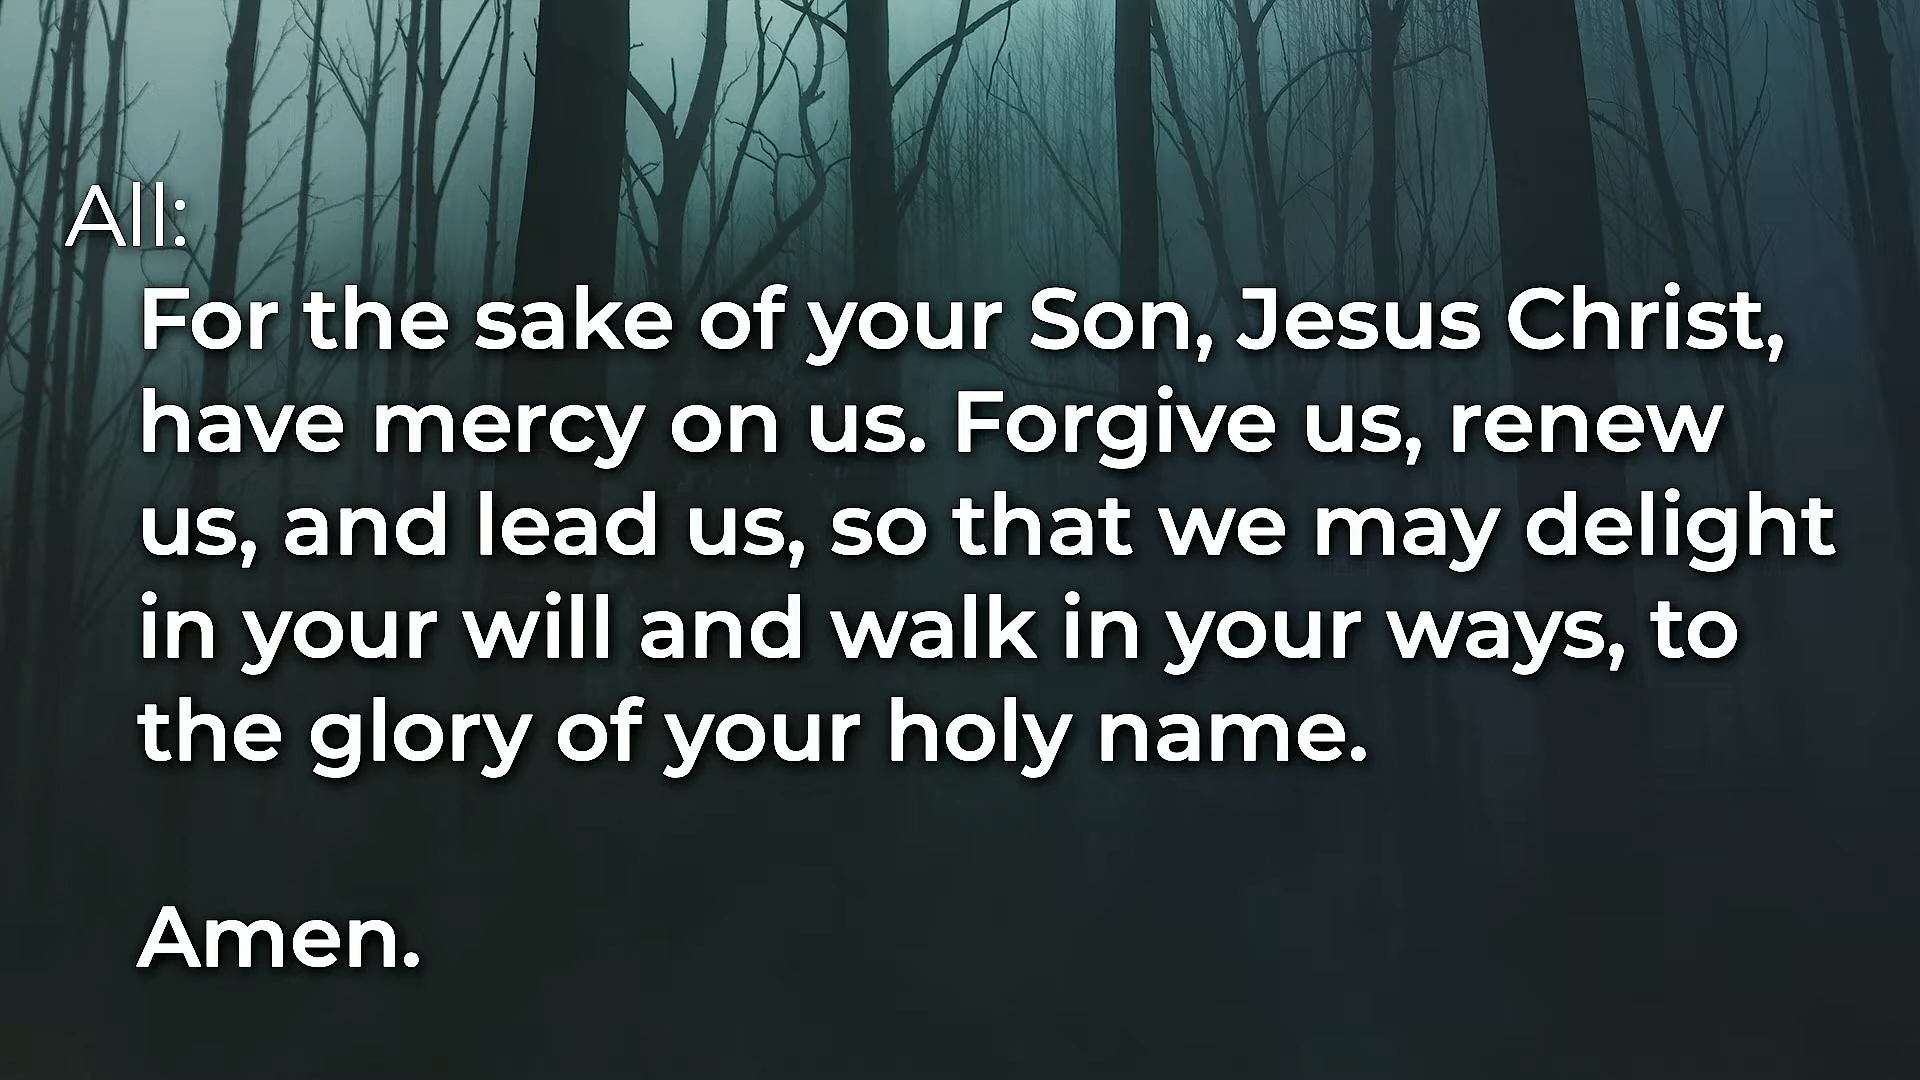 All:
For the sake of your Son, Jesus Christ,
have mercy on us. Forgive us, renew
us, and lead us, so that we may delight
in your will and walk in your ways, to
the glory of your holy name.
Amen.